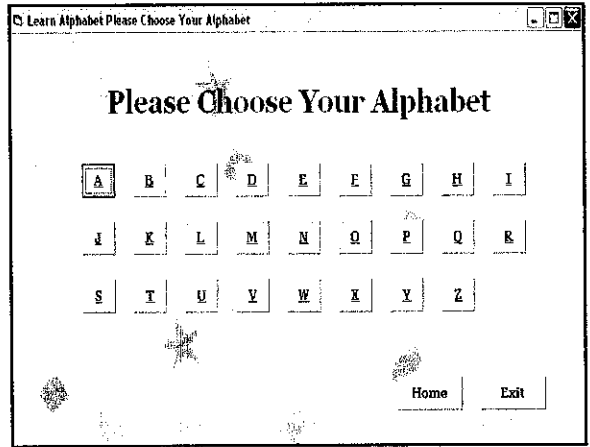 Learn Alphabet Please Choose Your Alphabet
Please Choose Your Alphabet
A B C D E F G H I
J K L M N O P Q R
S T U V W X Y Z
Home Exit